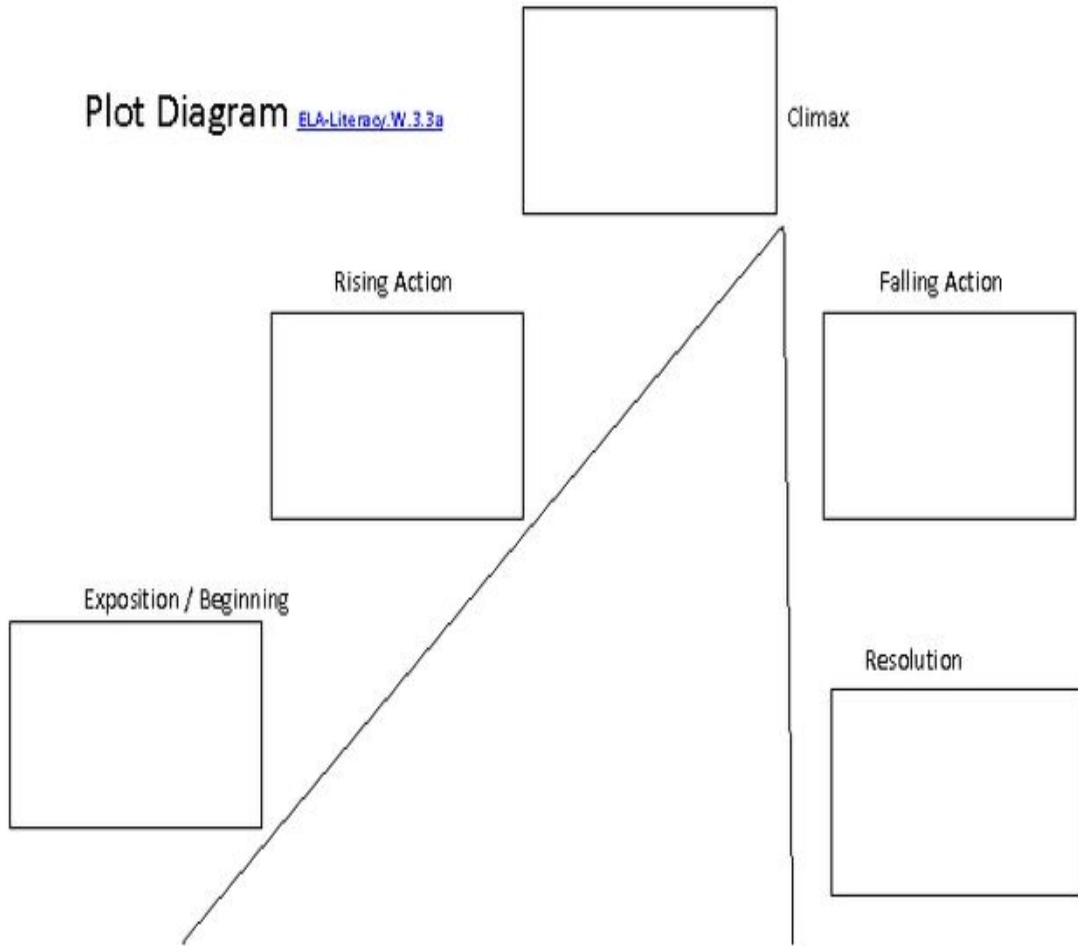 Plot Diagram ELA-Literacy.W.3.3a
Climax
Rising Action
Falling Action
Exposition / Beginning
Resolution